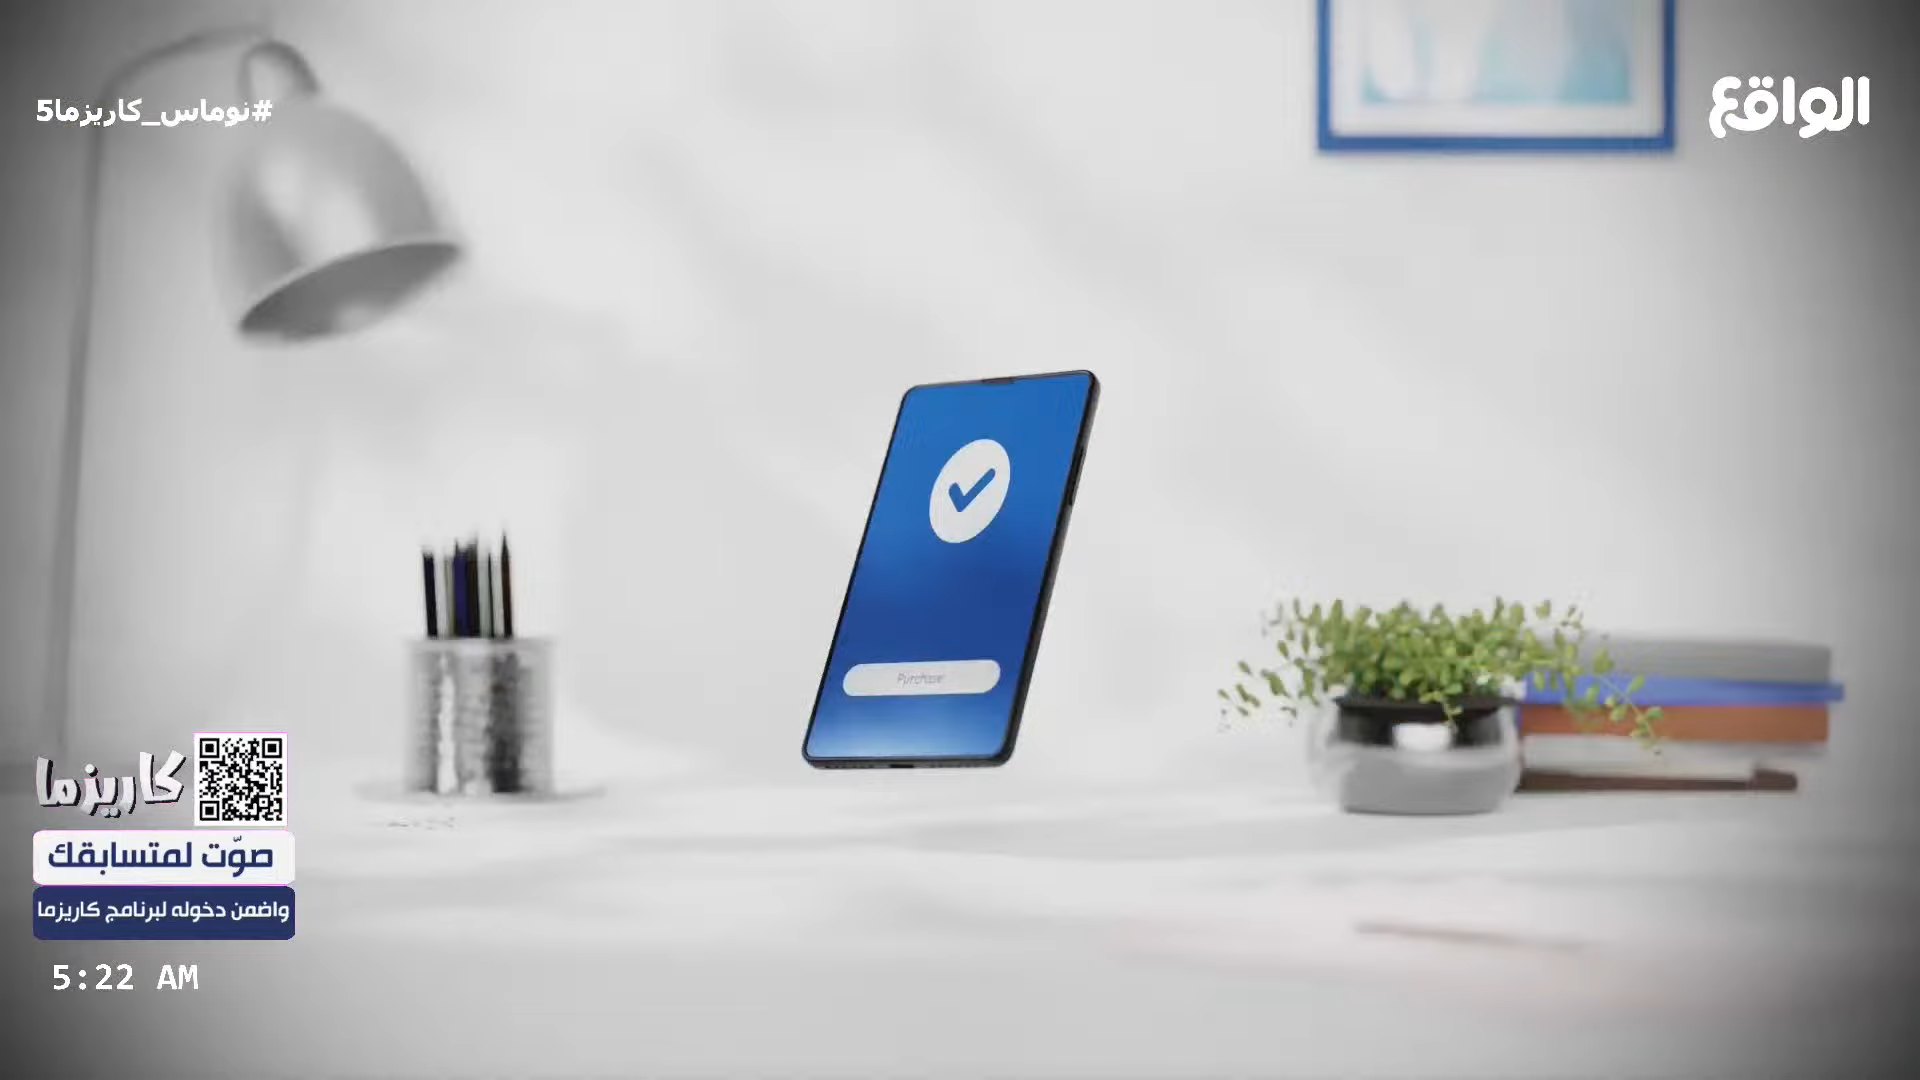 #نوماس_كاريزما5
الواقع
Purchase
كاريزما
صوّت لمتسابقك
واضمن دخوله لبرنامج كاريزما
5:22 AM